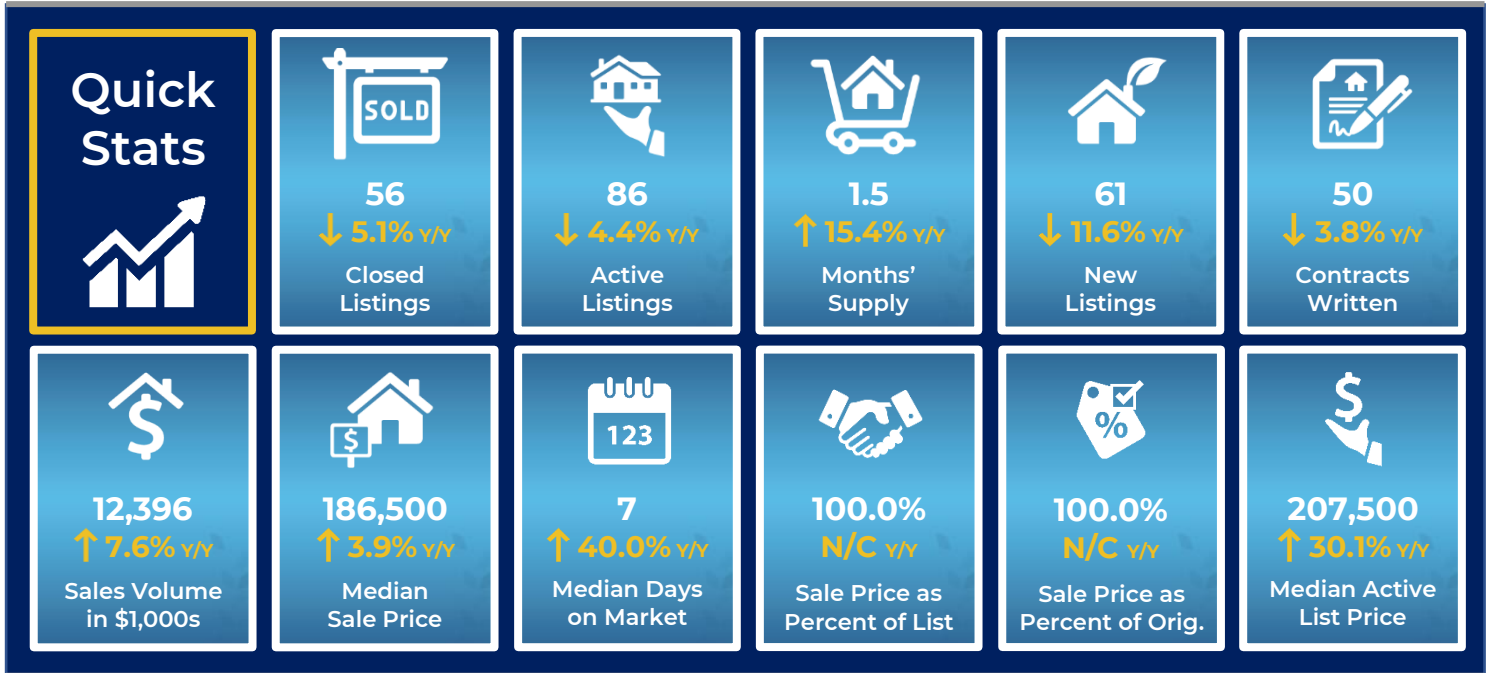 Quick
Stats
SOLD
56
↓ 5.1% Y/Y
Closed
Listings
86
↓ 4.4% Y/Y
Active
Listings
1.5
↑ 15.4% Y/Y
Months’
Supply
61
↓ 11.6% Y/Y
New
Listings
50
↓ 3.8% Y/Y
Contracts
Written
$
12,396
↑ 7.6% Y/Y
Sales Volume
in $1,000s
$
186,500
↑ 3.9% Y/Y
Median
Sale Price
123
7
↑ 40.0% Y/Y
Median Days
on Market
100.0%
N/C Y/Y
Sale Price as
Percent of List
%
100.0%
N/C Y/Y
Sale Price as
Percent of Orig.
$
207,500
↑ 30.1% Y/Y
Median Active
List Price